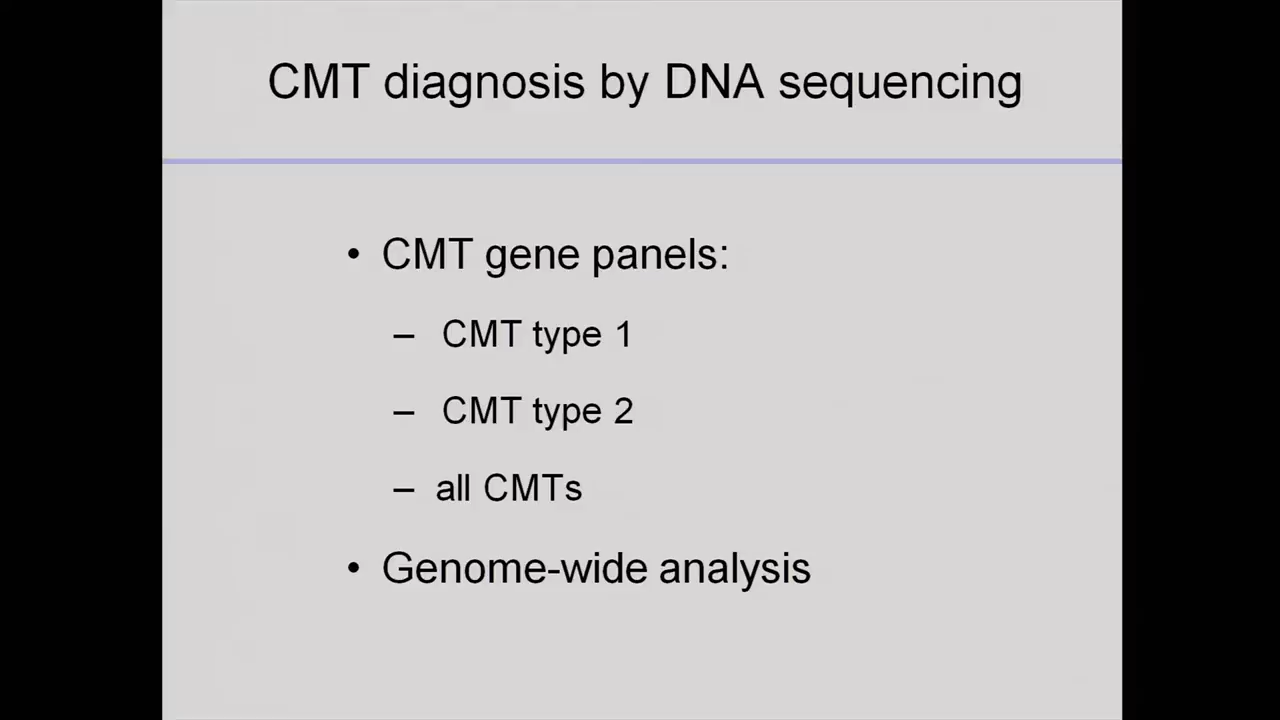 CMT diagnosis by DNA sequencing
• CMT gene panels:
– CMT type 1
– CMT type 2
– all CMTs
• Genome-wide analysis